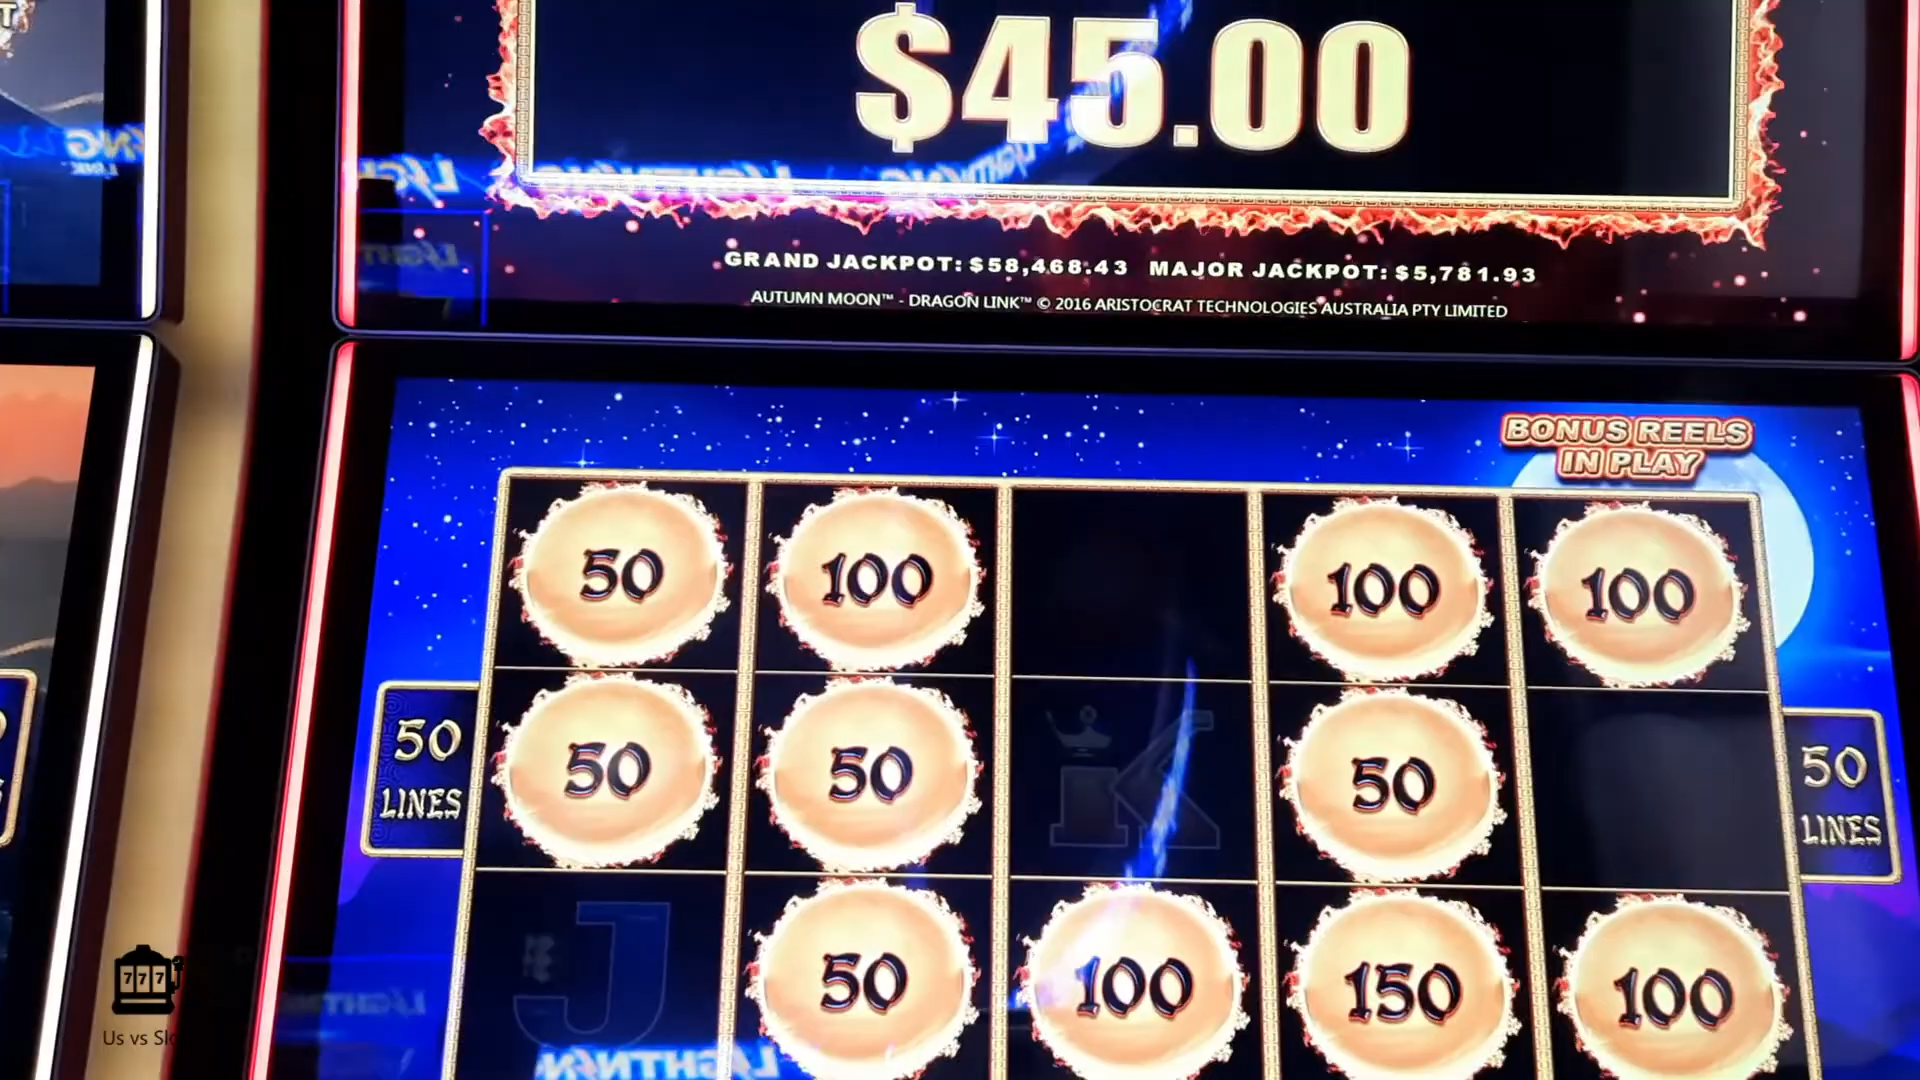 $45.00
GRAND JACKPOT: $58,468.43 MAJOR JACKPOT: $5,781.93
AUTUMN MOON™ - DRAGON LINK™ © 2016 ARISTOCRAT TECHNOLOGIES AUSTRALIA PTY LIMITED
BONUS REELS
IN PLAY
50 100 100 100
50 50 50
50 LINES
50 LINES
K
J
50 100 150 100
777
Us vs Slo